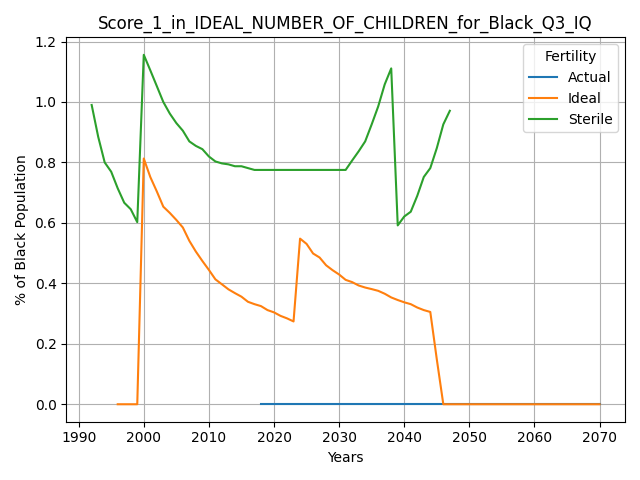 Score_1_in_IDEAL_NUMBER_OF_CHILDREN_for_Black_Q3_IQ
% of Black Population
1.2
1.0
0.8
0.6
0.4
0.2
0.0
Fertility
Actual
Ideal
Sterile
1990 2000 2010 2020 2030 2040 2050 2060 2070
Years